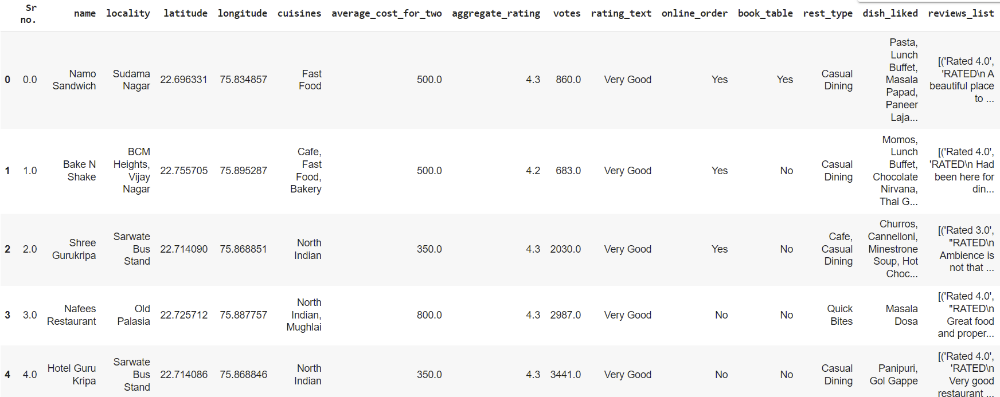 Sr no. name locality latitude longitude cuisines average_cost_for_two aggregate_rating votes rating_text online_order book_table rest_type dish_liked reviews_list
0 0.0 Namo Sandwich Sudama Nagar 22.696331 75.834857 Fast Food 500.0 4.3 860.0 Very Good Yes Yes Casual Dining Pasta, Lunch Buffet, Masala Papad, Paneer Laja... [('Rated 4.0', 'RATED\n A beautiful place to ...
1 1.0 Bake N Shake BCM Heights, Vijay Nagar 22.755705 75.895287 Cafe, Fast Food, Bakery 500.0 4.2 683.0 Very Good Yes No Casual Dining Momos, Lunch Buffet, Chocolate Nirvana, Thai G... [('Rated 4.0', 'RATED\n Had been here for din...
2 2.0 Shree Gurukripa Sarwate Bus Stand 22.714090 75.868851 North Indian 350.0 4.3 2030.0 Very Good Yes No Cafe, Casual Dining Churros, Cannelloni, Minestrone Soup, Hot Choc... [('Rated 3.0', "RATED\n Ambience is not that ...
3 3.0 Nafees Restaurant Old Palasia 22.725712 75.887757 North Indian, Mughlai 800.0 4.3 2987.0 Very Good No No Quick Bites Masala Dosa [('Rated 4.0', "RATED\n Great food and proper...
4 4.0 Hotel Guru Kripa Sarwate Bus Stand 22.714086 75.868846 North Indian 350.0 4.3 3441.0 Very Good No No Casual Dining Panipuri, Gol Gappe [('Rated 4.0', 'RATED\n Very good restaurant ...